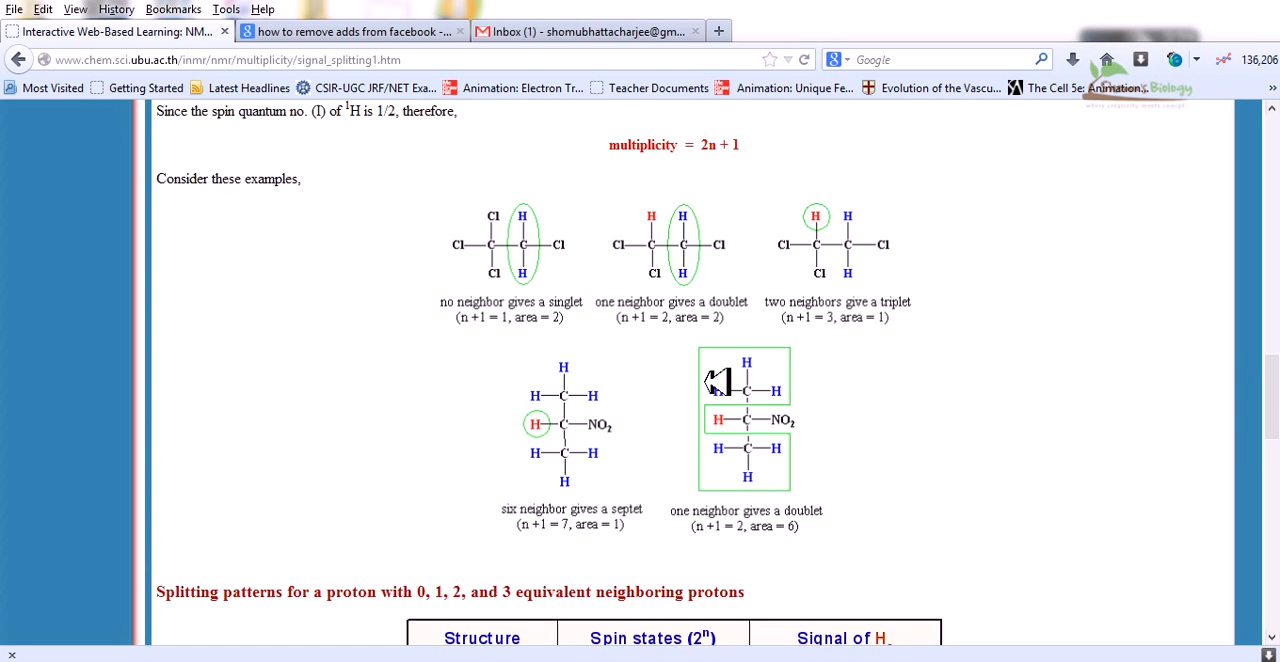 File Edit View History Bookmarks Tools Help
Interactive Web-Based Learning: NM... × how to remove adds from facebook -... × Inbox (1) - shomubhattacharjee@gm... × +
www.chem.sci.ubu.ac.th/inmr/nmr/multiplicity/signal_splitting1.htm Google 136,206
Most Visited Getting Started Latest Headlines CSIR-UGC JRF/NET Exa... Animation: Electron Tr... Teacher Documents Animation: Unique Fe... Evolution of the Vascu... The Cell 5e: Animation... Biology »
Since the spin quantum no. (I) of ¹H is 1/2, therefore,
multiplicity = 2n + 1
Consider these examples,
Cl H H H H H
Cl C C Cl Cl C C Cl Cl C C Cl
Cl H Cl H Cl H
no neighbor gives a singlet one neighbor gives a doublet two neighbors give a triplet
(n +1 = 1, area = 2) (n +1 = 2, area = 2) (n +1 = 3, area = 1)
H H
H C H H C H
H C NO₂ H C NO₂
H C H H C H
H H
six neighbor gives a septet one neighbor gives a doublet
(n +1 = 7, area = 1) (n +1 = 2, area = 6)
Splitting patterns for a proton with 0, 1, 2, and 3 equivalent neighboring protons
Structure Spin states (2ⁿ) Signal of H
×